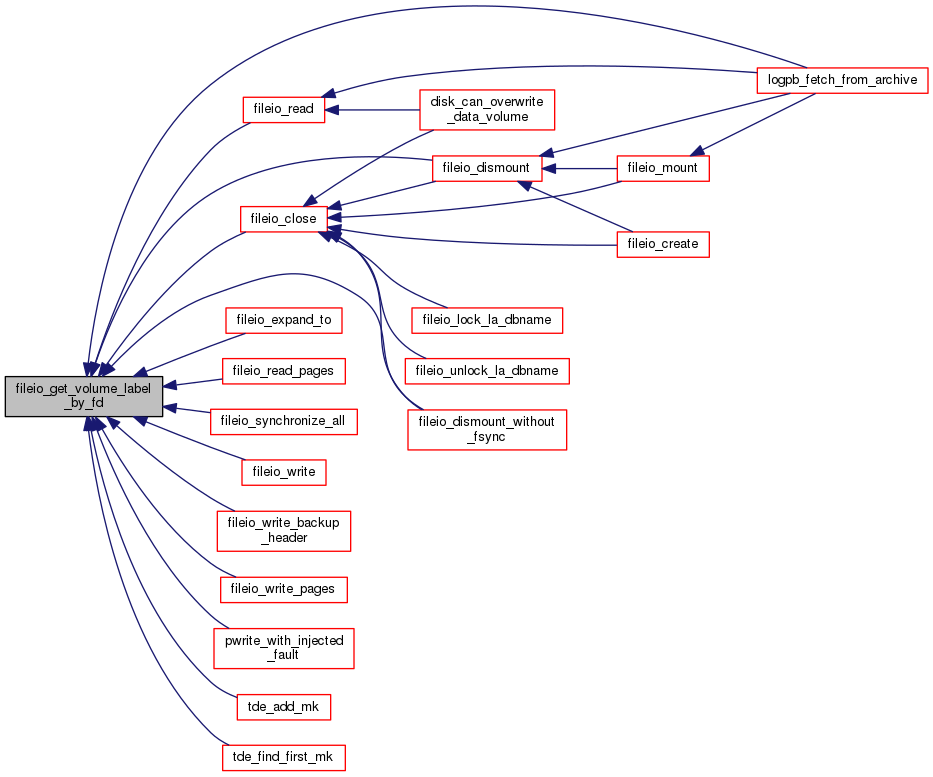 logpb_fetch_from_archive
fileio_read
disk_can_overwrite
_data_volume
fileio_dismount
fileio_mount
fileio_close
fileio_create
fileio_expand_to
fileio_lock_la_dbname
fileio_read_pages
fileio_unlock_la_dbname
fileio_get_volume_label
_by_fd
fileio_synchronize_all
fileio_dismount_without
_fsync
fileio_write
fileio_write_backup
_header
fileio_write_pages
pwrite_with_injected
_fault
tde_add_mk
tde_find_first_mk